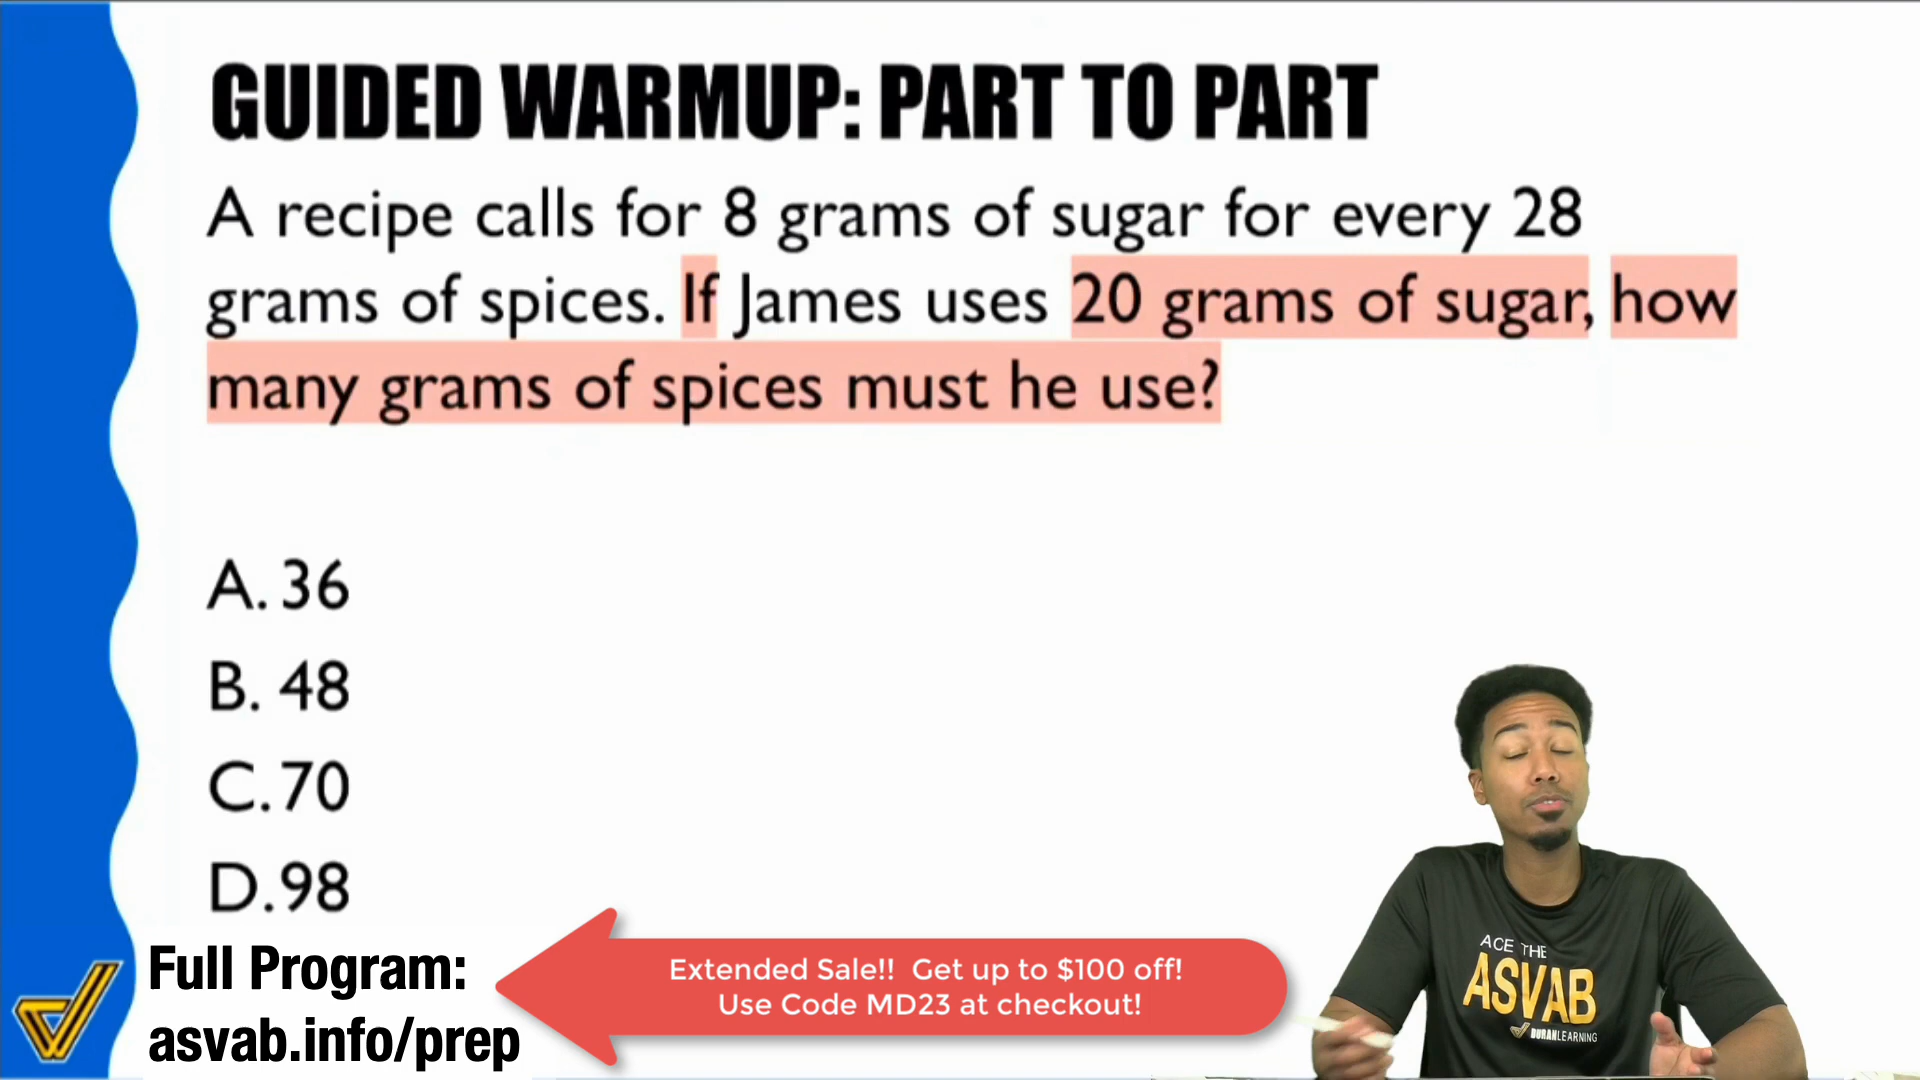 GUIDED WARMUP: PART TO PART
A recipe calls for 8 grams of sugar for every 28
grams of spices. If James uses 20 grams of sugar, how
many grams of spices must he use?
A. 36
B. 48
C. 70
D. 98
Full Program:
asvab.info/prep
Extended Sale!! Get up to $100 off!
Use Code MD23 at checkout!
ACE THE
ASVAB
DURANLEARNING